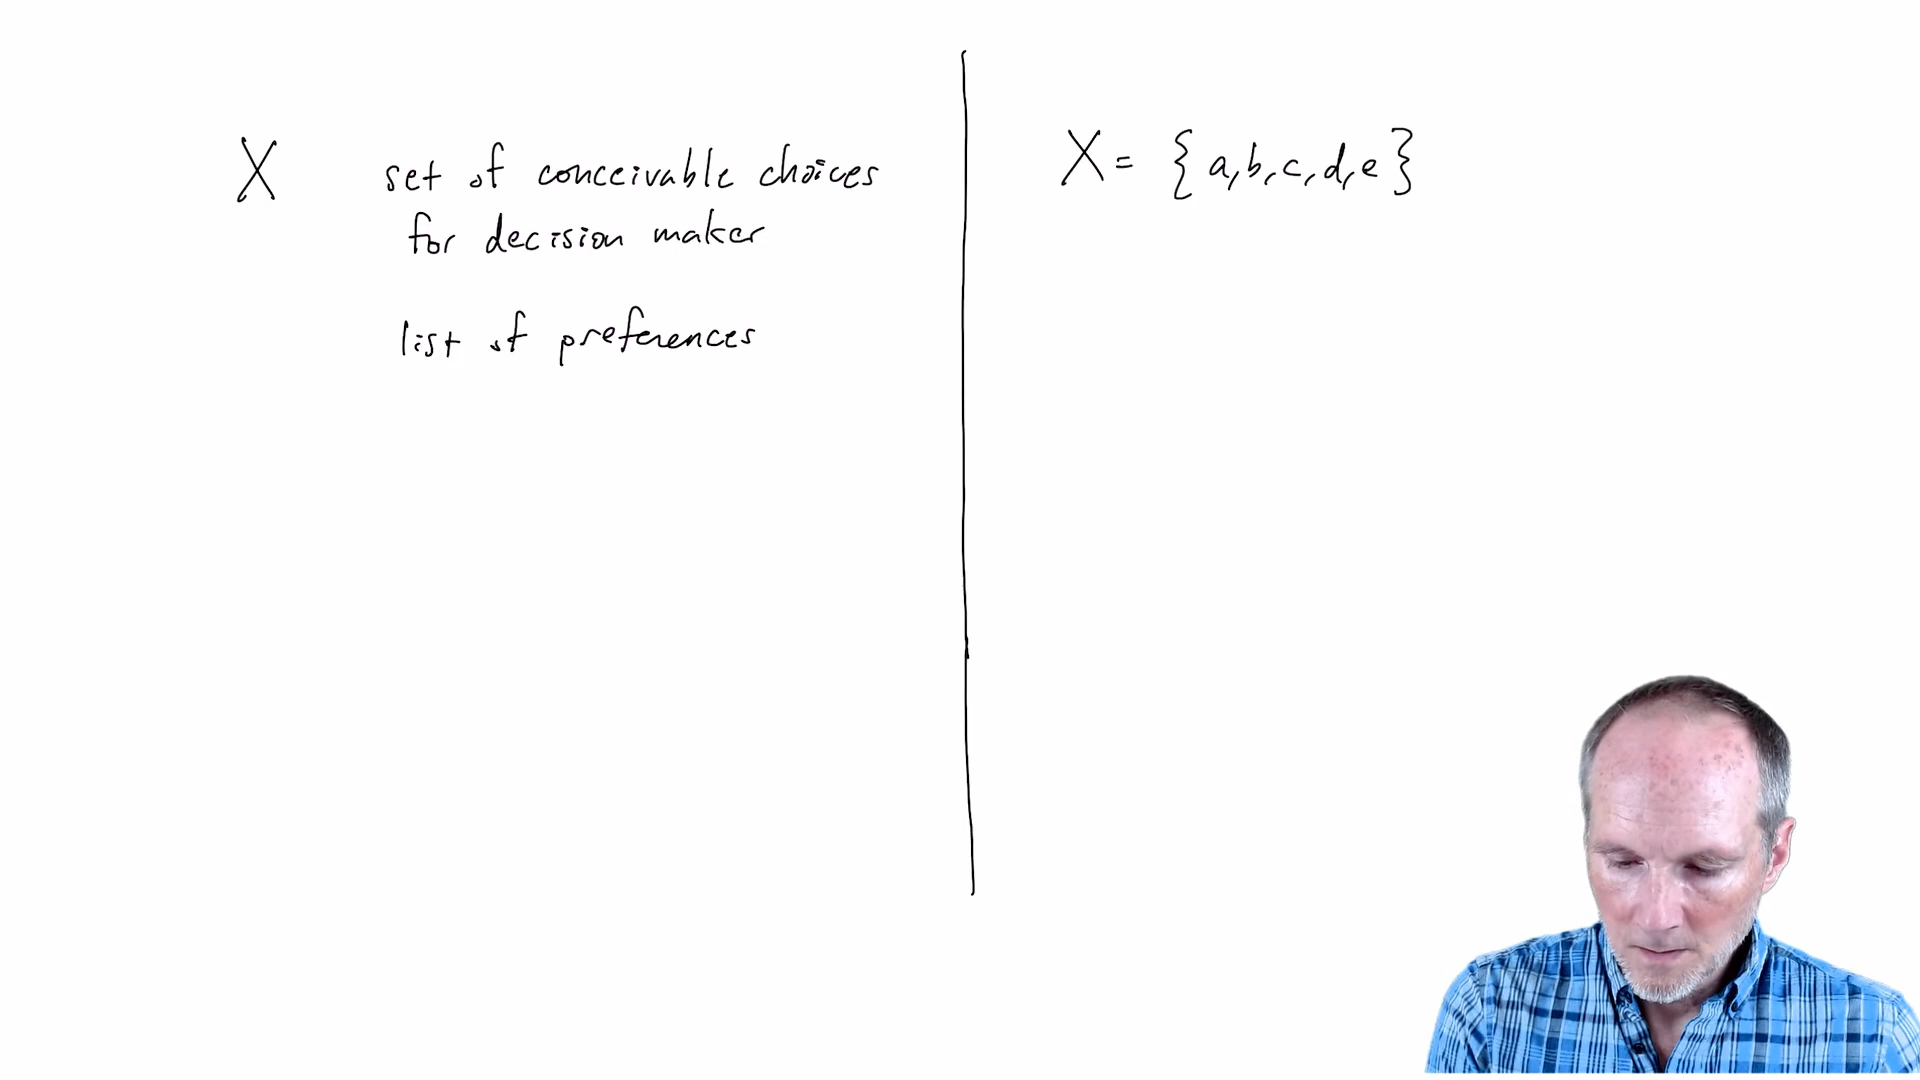 X set of conceivable choices
for decision maker
list of preferences
X = { a, b, c, d, e }